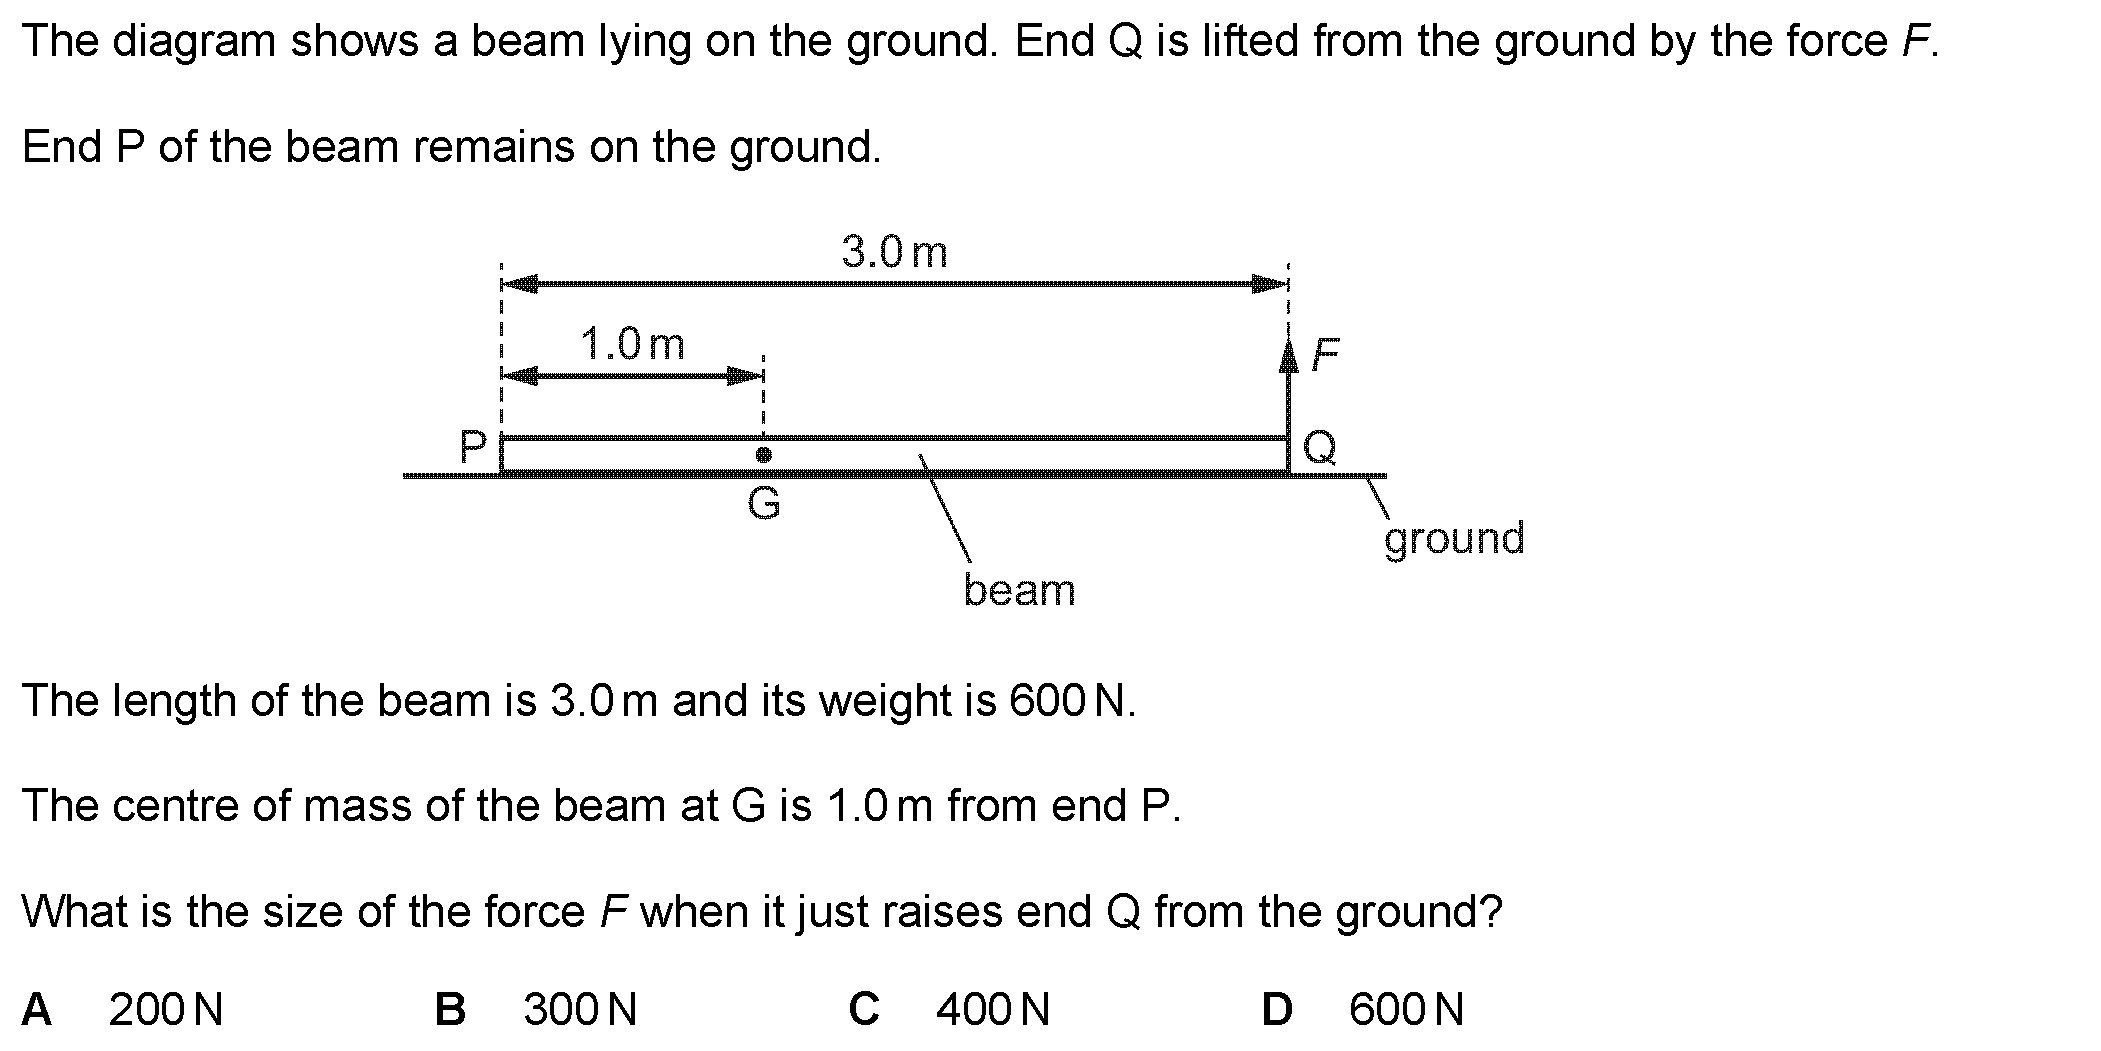 The diagram shows a beam lying on the ground. End Q is lifted from the ground by the force F.
End P of the beam remains on the ground.
3.0 m
1.0 m
F
P
Q
G
ground
beam
The length of the beam is 3.0 m and its weight is 600 N.
The centre of mass of the beam at G is 1.0 m from end P.
What is the size of the force F when it just raises end Q from the ground?
A 200 N B 300 N C 400 N D 600 N